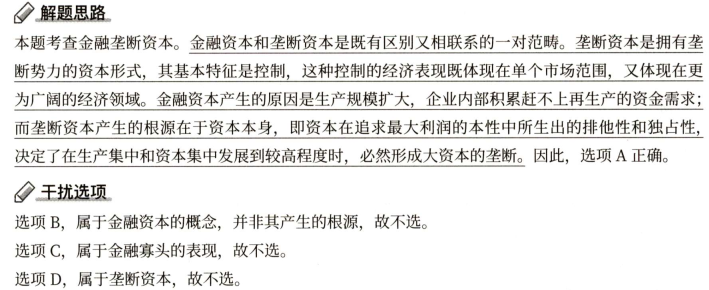 解题思路
本题考查金融垄断资本。金融资本和垄断资本是既有区别又相联系的一对范畴。垄断资本是拥有垄
断势力的资本形式，其基本特征是控制，这种控制的经济表现既体现在单个市场范围，又体现在更
为广阔的经济领域。金融资本产生的原因是生产规模扩大，企业内部积累赶不上再生产的资金需求；
而垄断资本产生的根源在于资本本身，即资本在追求最大利润的本性中所生出的排他性和独占性，
决定了在生产集中和资本集中发展到较高程度时，必然形成大资本的垄断。因此，选项 A 正确。
干扰选项
选项 B，属于金融资本的概念，并非其产生的根源，故不选。
选项 C，属于金融寡头的表现，故不选。
选项 D，属于垄断资本，故不选。